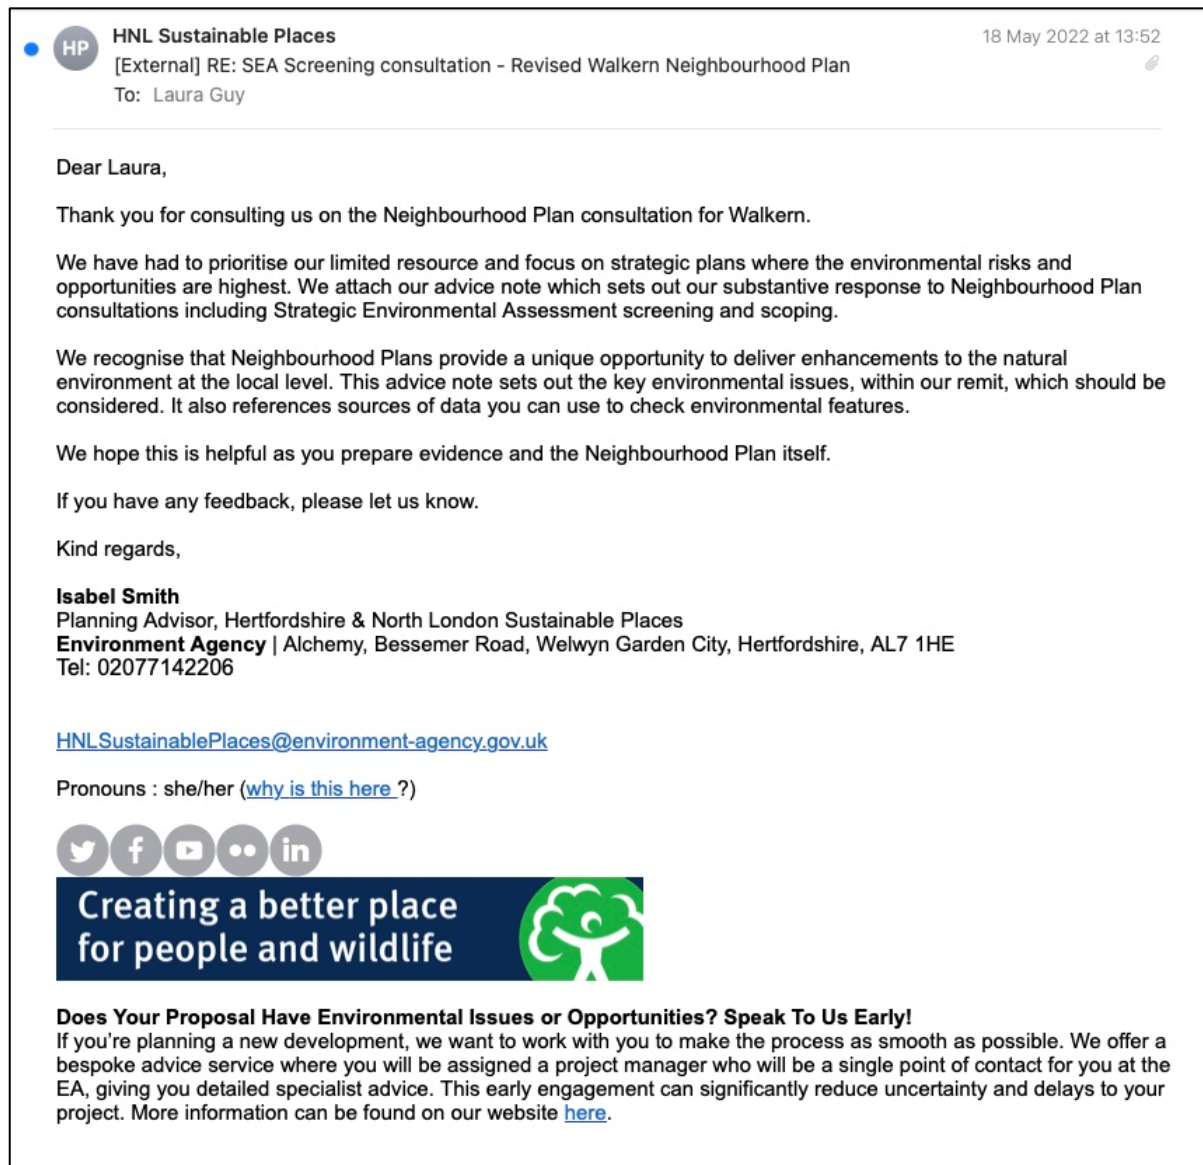 HP
HNL Sustainable Places
18 May 2022 at 13:52
[External] RE: SEA Screening consultation - Revised Walkern Neighbourhood Plan
To: Laura Guy
Dear Laura,
Thank you for consulting us on the Neighbourhood Plan consultation for Walkern.
We have had to prioritise our limited resource and focus on strategic plans where the environmental risks and
opportunities are highest. We attach our advice note which sets out our substantive response to Neighbourhood Plan
consultations including Strategic Environmental Assessment screening and scoping.
We recognise that Neighbourhood Plans provide a unique opportunity to deliver enhancements to the natural
environment at the local level. This advice note sets out the key environmental issues, within our remit, which should be
considered. It also references sources of data you can use to check environmental features.
We hope this is helpful as you prepare evidence and the Neighbourhood Plan itself.
If you have any feedback, please let us know.
Kind regards,
Isabel Smith
Planning Advisor, Hertfordshire & North London Sustainable Places
Environment Agency | Alchemy, Bessemer Road, Welwyn Garden City, Hertfordshire, AL7 1HE
Tel: 02077142206
HNLSustainablePlaces@environment-agency.gov.uk
Pronouns : she/her (why is this here ?)
Creating a better place
for people and wildlife
Does Your Proposal Have Environmental Issues or Opportunities? Speak To Us Early!
If you're planning a new development, we want to work with you to make the process as smooth as possible. We offer a
bespoke advice service where you will be assigned a project manager who will be a single point of contact for you at the
EA, giving you detailed specialist advice. This early engagement can significantly reduce uncertainty and delays to your
project. More information can be found on our website here.